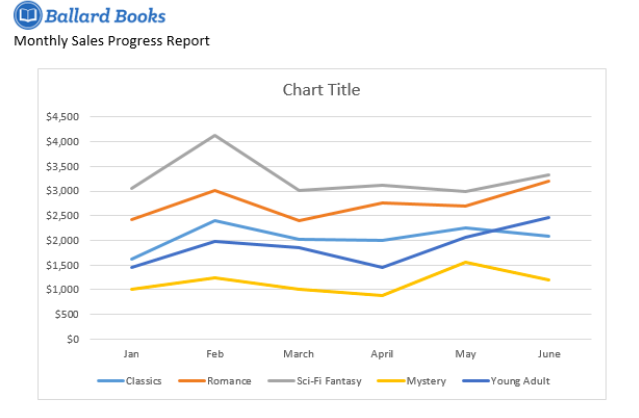 Ballard Books
Monthly Sales Progress Report
Chart Title
$4,500
$4,000
$3,500
$3,000
$2,500
$2,000
$1,500
$1,000
$500
$0
Jan Feb March April May June
Classics Romance Sci-Fi Fantasy Mystery Young Adult